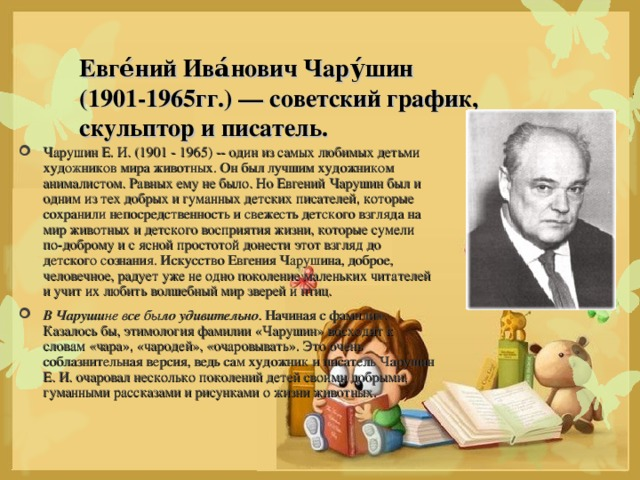 Евге́ний Ива́нович Чару́шин
(1901-1965гг.) — советский график,
скульптор и писатель.
Чарушин Е. И. (1901 - 1965) -- один из самых любимых детьми
художников мира животных. Он был лучшим художником
анималистом. Равных ему не было. Но Евгений Чарушин был и
одним из тех добрых и гуманных детских писателей, которые
сохранили непосредственность и свежесть детского взгляда на
мир животных и детского восприятия жизни, которые сумели
по-доброму и с ясной простотой донести этот взгляд до
детского сознания. Искусство Евгения Чарушина, доброе,
человечное, радует уже не одно поколение маленьких читателей
и учит их любить волшебный мир зверей и птиц.
В Чарушине все было удивительно. Начиная с фамилии.
Казалось бы, этимология фамилии «Чарушин» восходит к
словам «чара», «чародей», «очаровывать». Это очень
соблазнительная версия, ведь сам художник и писатель Чарушин
Е. И. очаровал несколько поколений детей своими добрыми,
гуманными рассказами и рисунками о жизни животных.